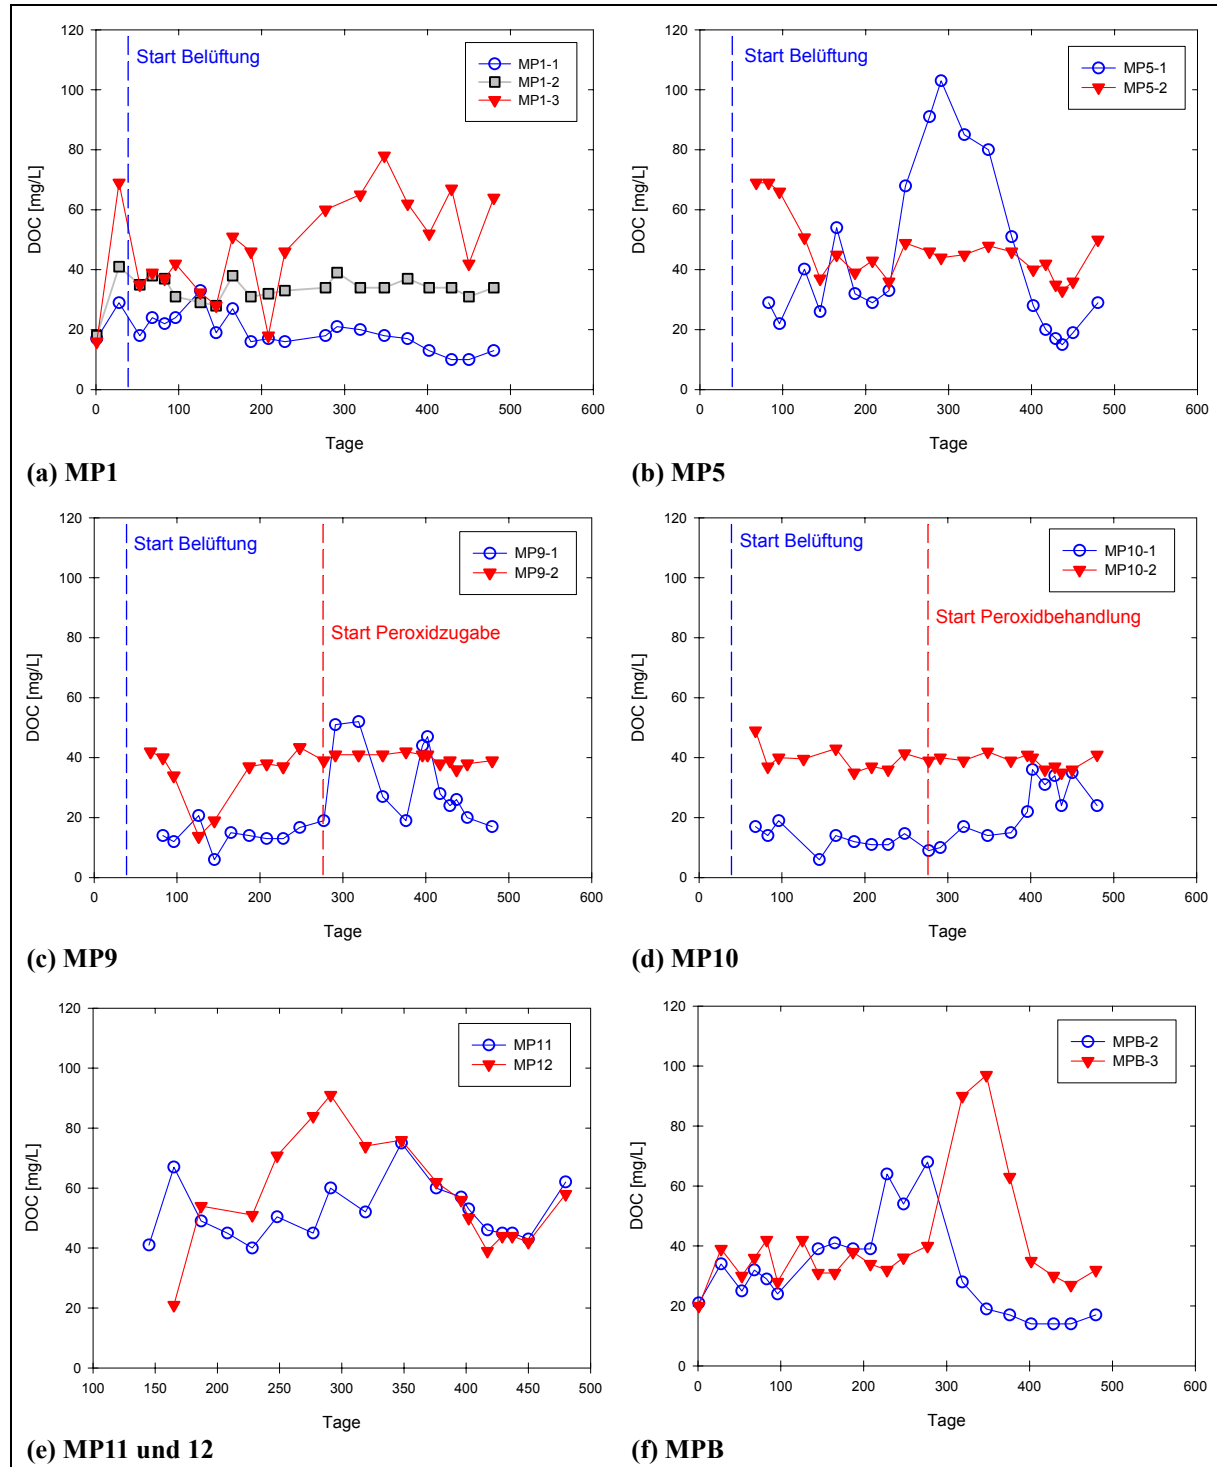 120
100
80
60
40
20
0
DOC [mg/L]
Start Belüftung
MP1-1
MP1-2
MP1-3
0 100 200 300 400 500 600
Tage
(a) MP1
120
100
80
60
40
20
0
DOC [mg/L]
Start Belüftung
MP5-1
MP5-2
0 100 200 300 400 500 600
Tage
(b) MP5
120
100
80
60
40
20
0
DOC [mg/L]
Start Belüftung
MP9-1
MP9-2
Start Peroxidzugabe
0 100 200 300 400 500 600
Tage
(c) MP9
120
100
80
60
40
20
0
DOC [mg/L]
Start Belüftung
MP10-1
MP10-2
Start Peroxidbehandlung
0 100 200 300 400 500 600
Tage
(d) MP10
120
100
80
60
40
20
0
DOC [mg/L]
MP11
MP12
100 150 200 250 300 350 400 450 500
Tage
(e) MP11 und 12
120
100
80
60
40
20
0
DOC [mg/L]
MPB-2
MPB-3
0 100 200 300 400 500 600
Tage
(f) MPB